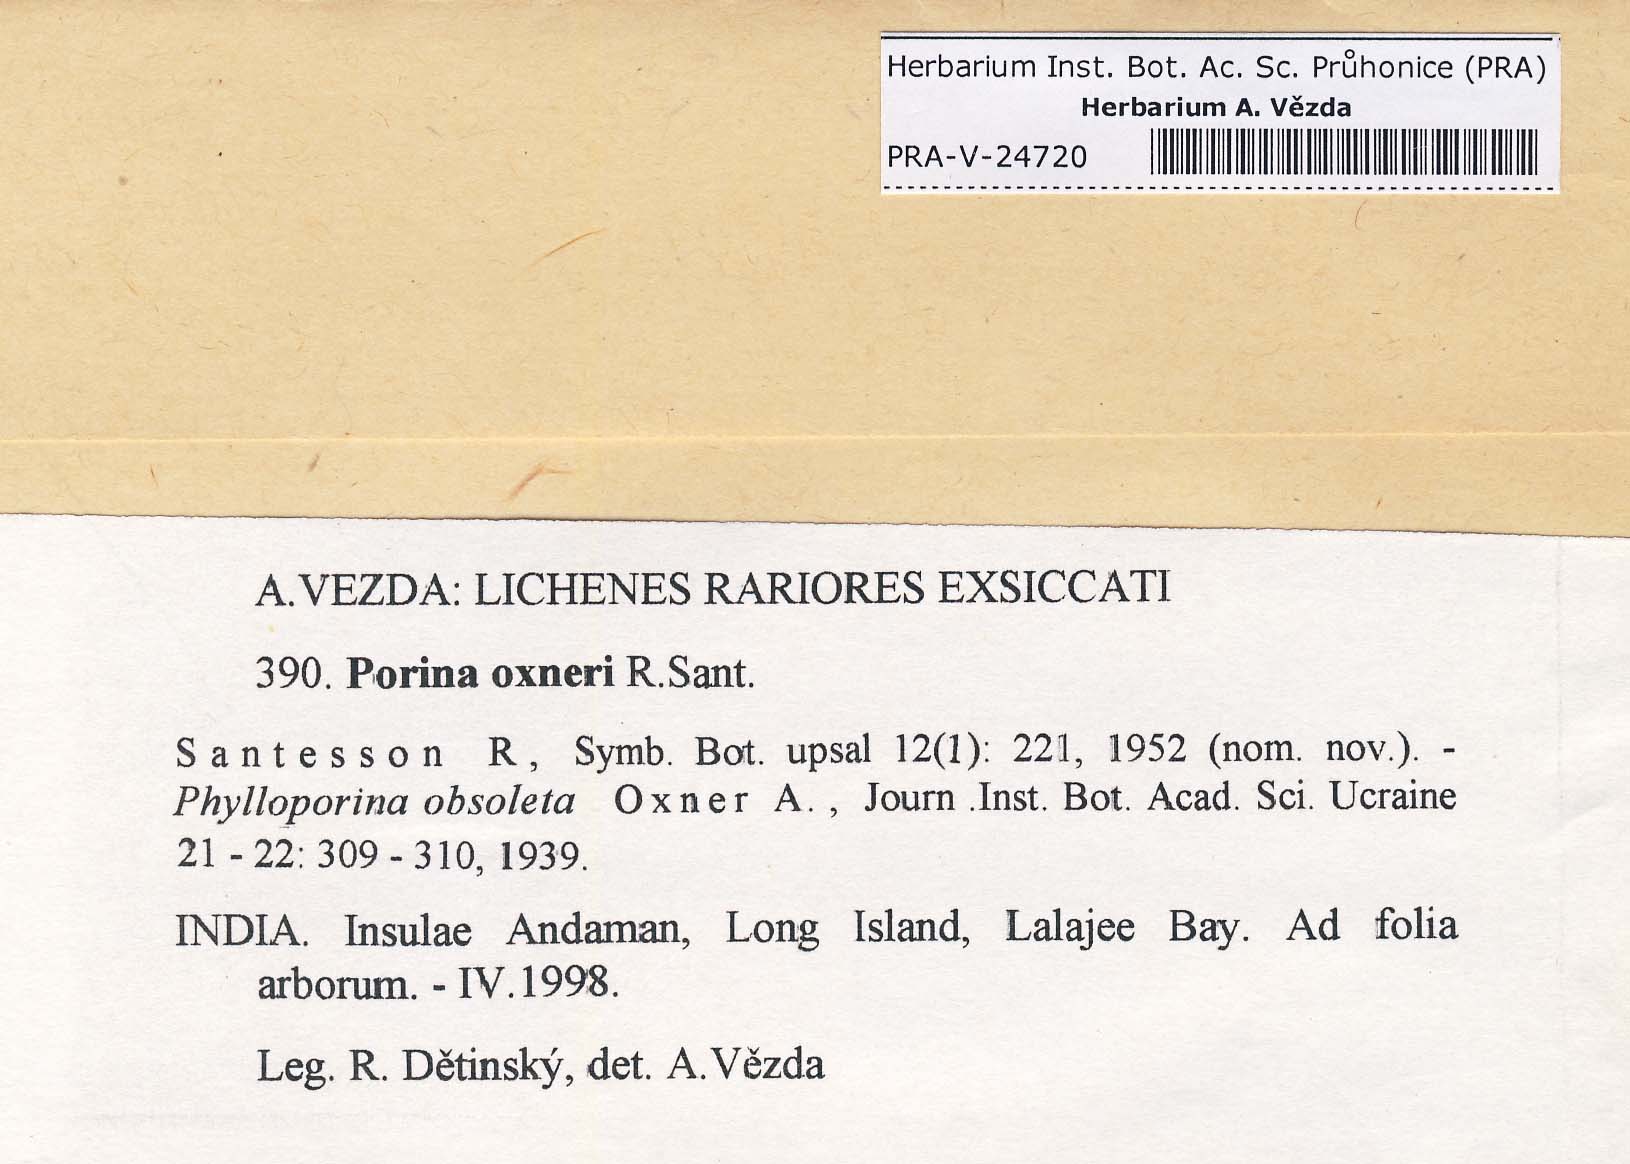 Herbarium Inst. Bot. Ac. Sc. Průhonice (PRA)
Herbarium A. Vězda
PRA-V-24720
A.VEZDA: LICHENES RARIORES EXSICCATI
390. Porina oxneri R.Sant.
Santesson R, Symb. Bot. upsal 12(1): 221, 1952 (nom. nov.). -
Phylloporina obsoleta Oxner A., Journ .Inst. Bot. Acad. Sci. Ucraine
21 - 22: 309 - 310, 1939.
INDIA. Insulae Andaman, Long Island, Lalajee Bay. Ad folia
arborum. - IV.1998.
Leg. R. Dětinský, det. A.Vězda